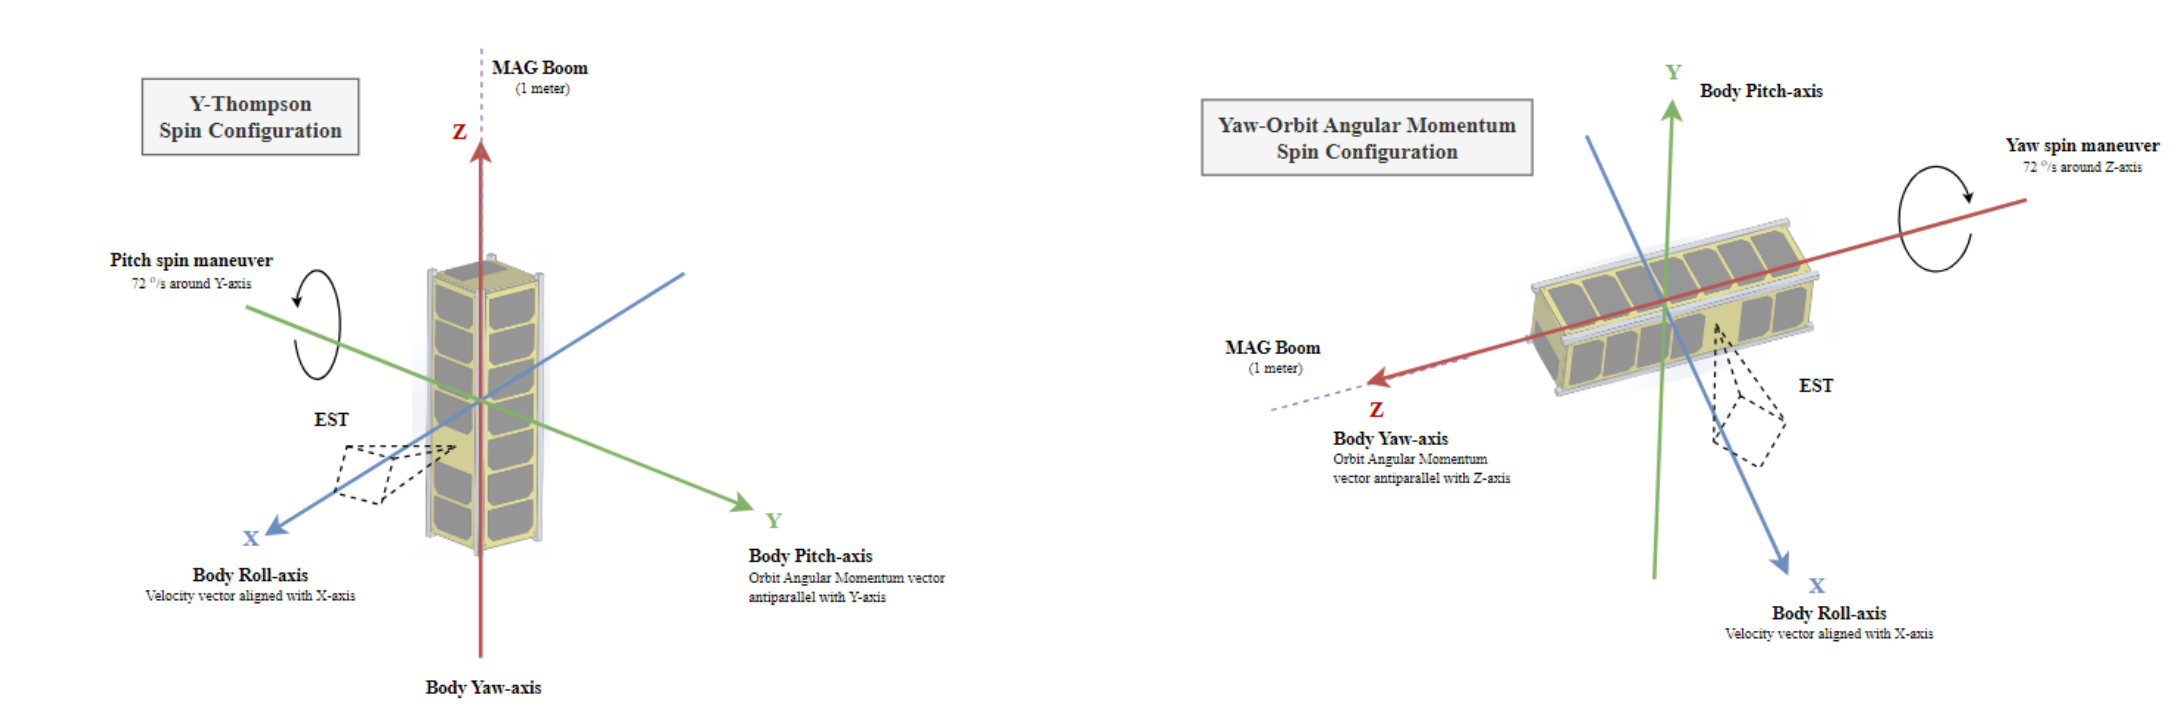 Y-Thompson
Spin Configuration
MAG Boom
(1 meter)
Z
Pitch spin maneuver
72 °/s around Y-axis
EST
X
Body Roll-axis
Velocity vector aligned with X-axis
Y
Body Pitch-axis
Orbit Angular Momentum vector
antiparallel with Y-axis
Body Yaw-axis
Yaw-Orbit Angular Momentum
Spin Configuration
Y
Body Pitch-axis
Yaw spin maneuver
72 °/s around Z-axis
MAG Boom
(1 meter)
Z
Body Yaw-axis
Orbit Angular Momentum
vector antiparallel with Z-axis
EST
X
Body Roll-axis
Velocity vector aligned with X-axis